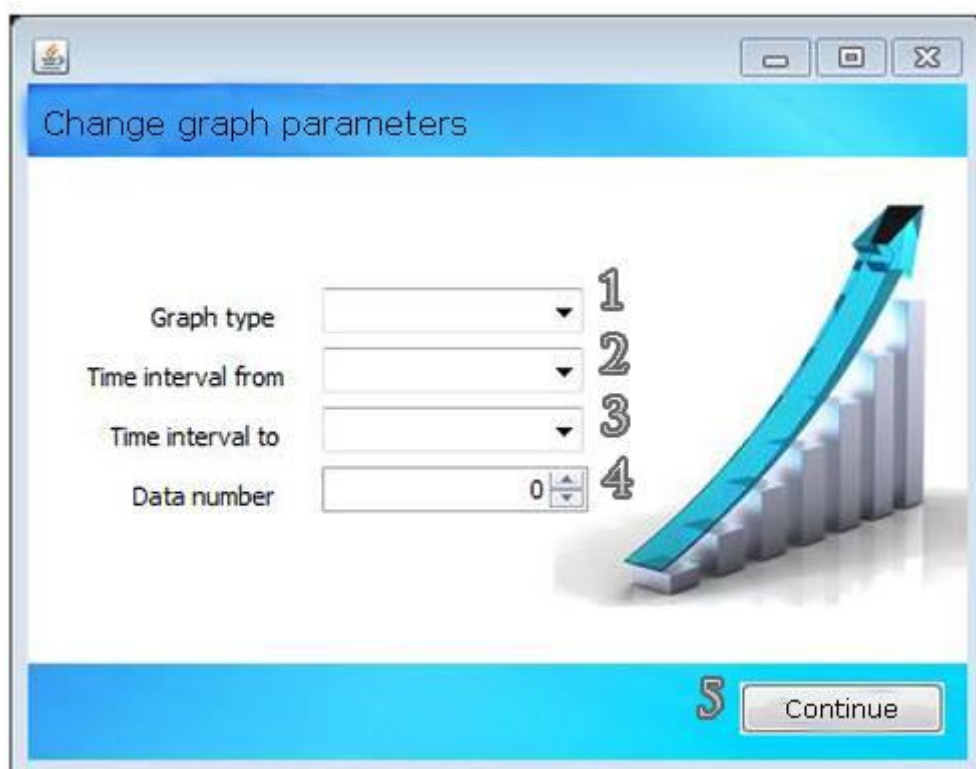 Change graph parameters
Graph type 1
Time interval from 2
Time interval to 3
Data number 0 4
5 Continue